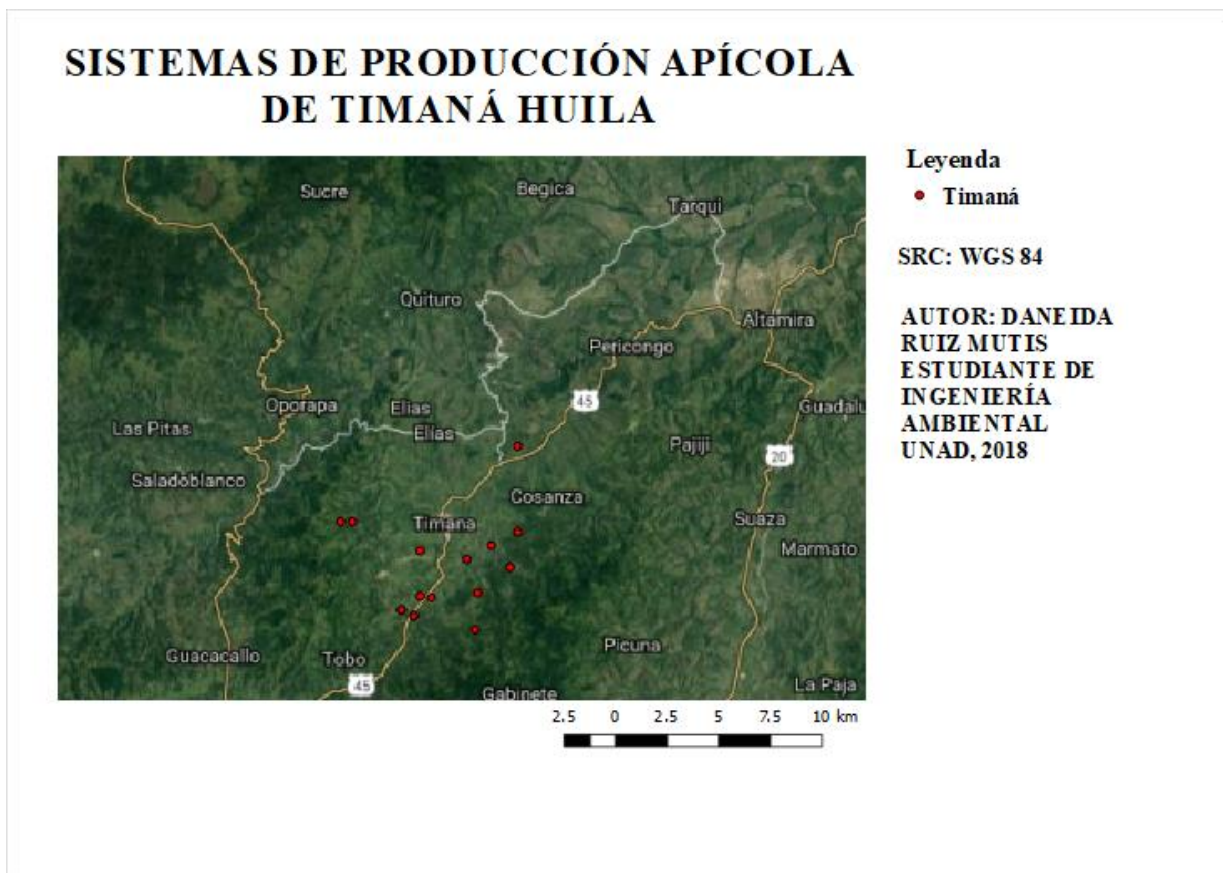 SISTEMAS DE PRODUCCIÓN APÍCOLA
DE TIMANÁ HUILA
Leyenda
Timaná
SRC: WGS 84
AUTOR: DANEIDA
RUIZ MUTIS
ESTUDIANTE DE
INGENIERÍA
AMBIENTAL
UNAD, 2018
Sucre
Begica
Tarqui
Quituro
Altamira
Pericongo
45
Oporapa
Elias
Guadalu
Las Pitas
Elias
Pajiji
20
Saladoblanco
Cosanza
Timana
Suaza
Marmato
Guacacallo
Tobo
Picuna
45
Gabinete
La Paja
2.5 0 2.5 5 7.5 10 km